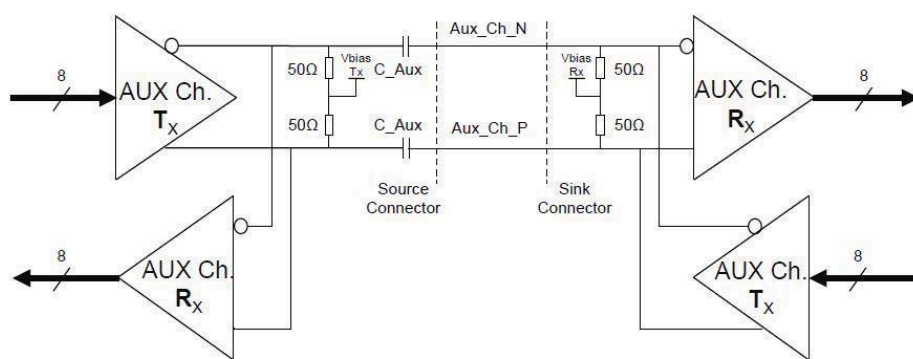 Aux_Ch_N
8
AUX Ch.
Tx
50Ω
Vbias
Tx
C_Aux
50Ω
C_Aux
Aux_Ch_P
Vbias
Rx
50Ω
50Ω
8
AUX Ch.
Rx
Source
Connector
Sink
Connector
8
AUX Ch.
Rx
8
AUX Ch.
Tx